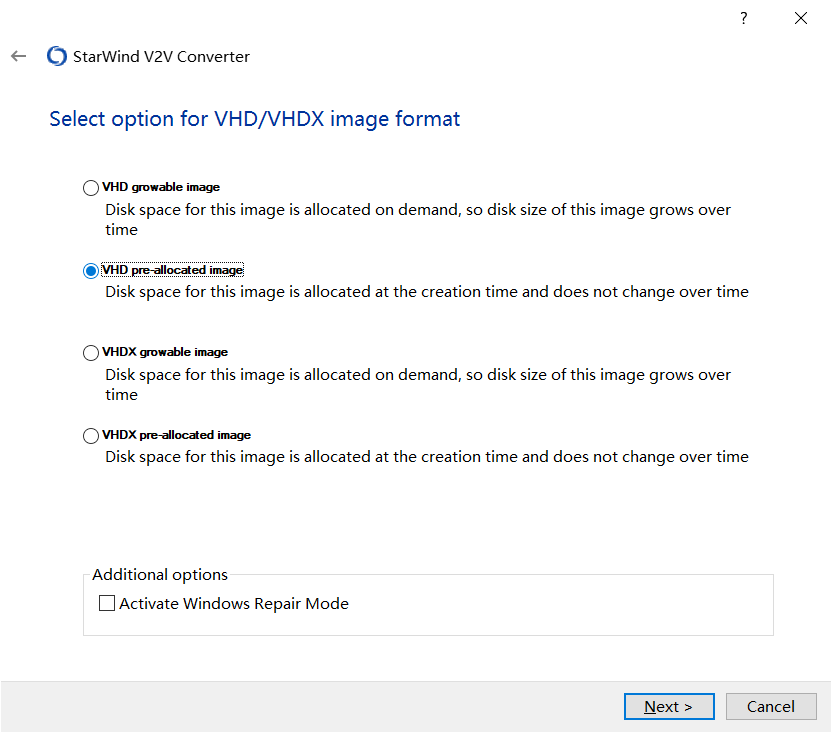 ?
StarWind V2V Converter
Select option for VHD/VHDX image format
VHD growable image
Disk space for this image is allocated on demand, so disk size of this image grows over
time
VHD pre-allocated image
Disk space for this image is allocated at the creation time and does not change over time
VHDX growable image
Disk space for this image is allocated on demand, so disk size of this image grows over
time
VHDX pre-allocated image
Disk space for this image is allocated at the creation time and does not change over time
Additional options
Activate Windows Repair Mode
Next > Cancel